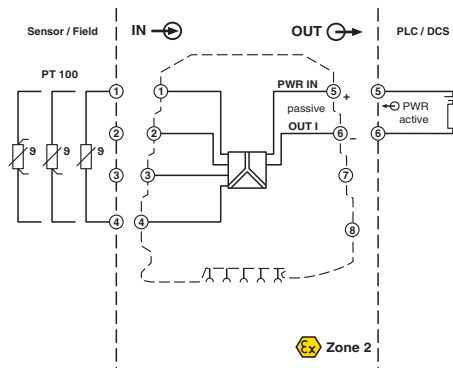 Sensor / Field
IN
OUT
PLC / DCS
PT 100
1
2
3
4
ϑ
ϑ
ϑ
1
2
3
4
PWR IN
passive
OUT I
5
+
6
–
7
8
5
6
PWR
active
Ex Zone 2